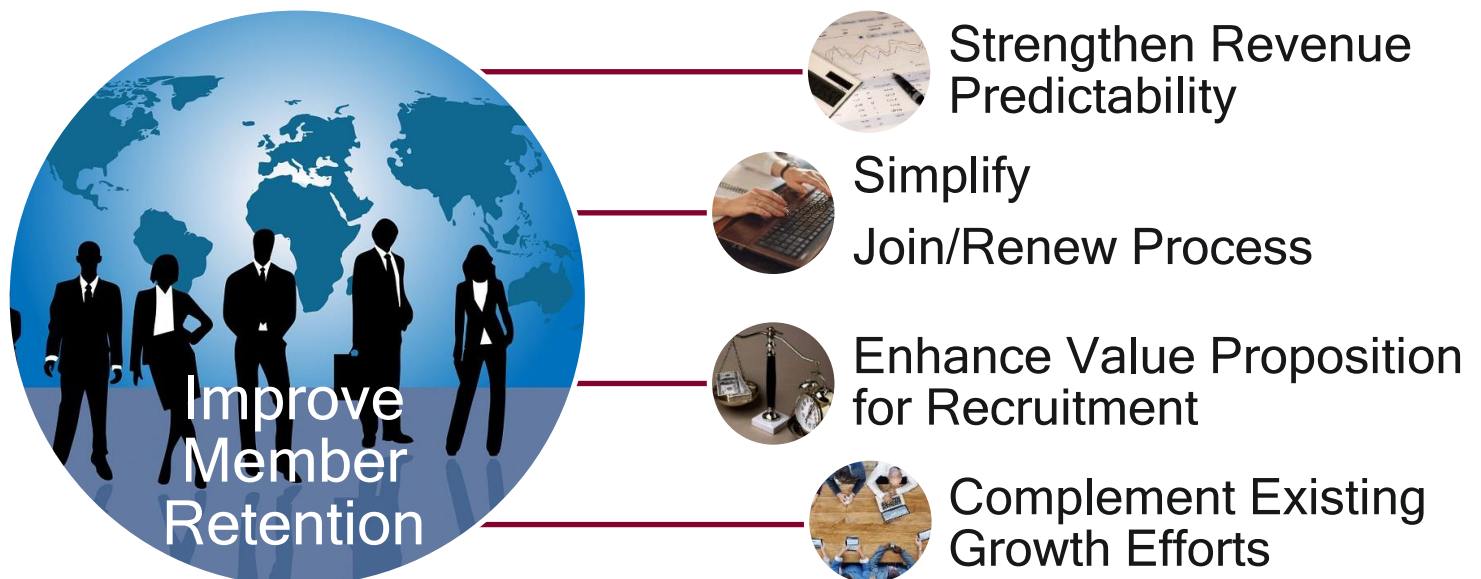 Improve
Member
Retention
Strengthen Revenue
Predictability
Simplify
Join/Renew Process
Enhance Value Proposition
for Recruitment
Complement Existing
Growth Efforts